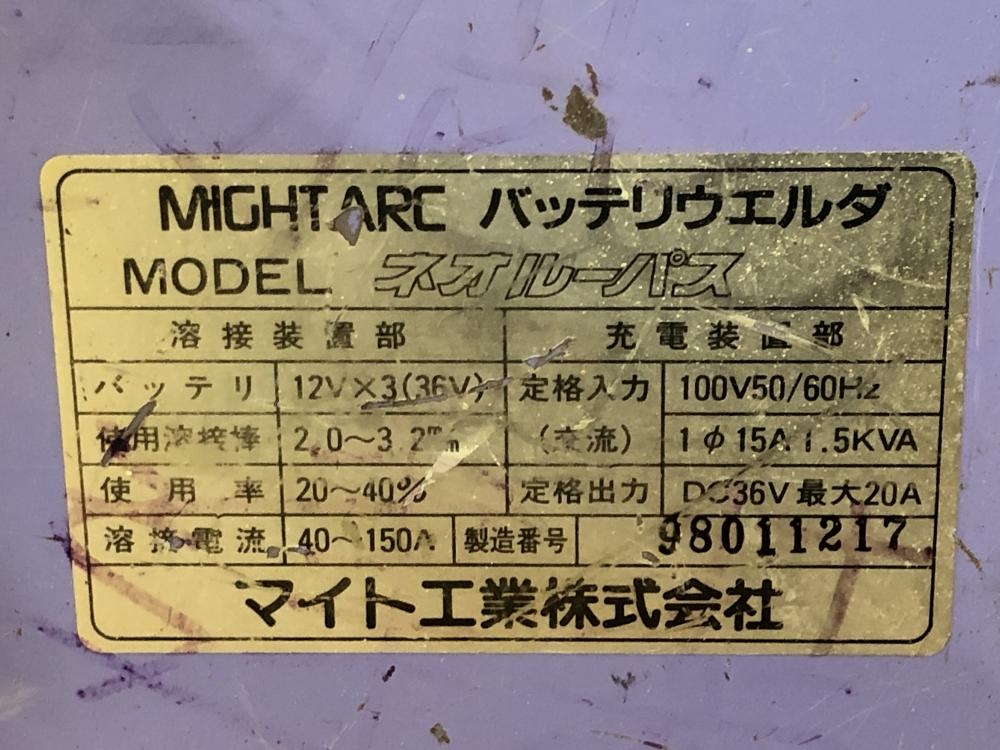 MIGHT ARC バッテリウエルダ
MODEL ネオルーパス
溶接装置部 充電装置部
バッテリ 12V×3(36V) 定格入力 100V50/60Hz
使用溶接棒 2.0～3.2mm (交流) 1φ15A 1.5KVA
使用率 20～40% 定格出力 DC36V 最大20A
溶接電流 40～150A 製造番号 98011217
マイト工業株式会社